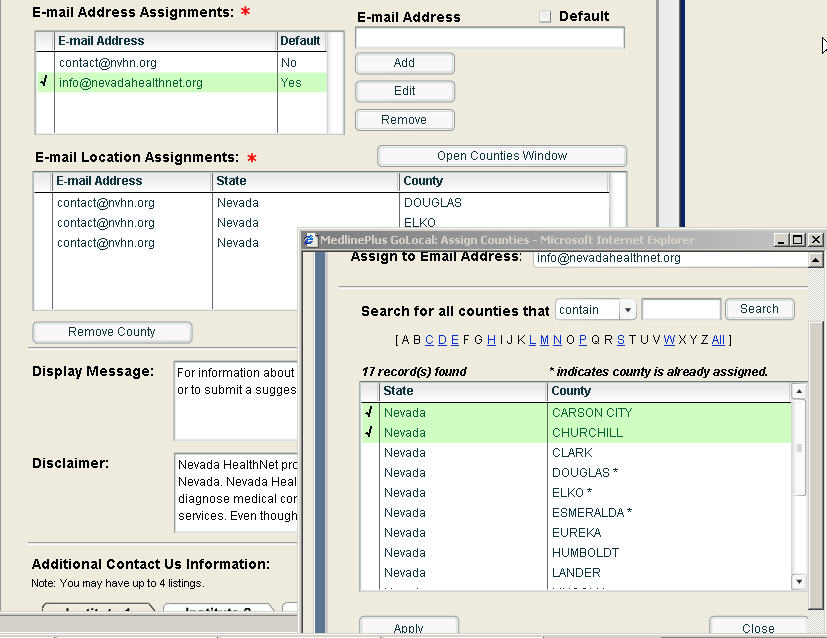 E-mail Address Assignments: *
E-mail Address Default
E-mail Address Default
contact@nvhn.org No
√ info@nevadahealthnet.org Yes
Add
Edit
Remove
E-mail Location Assignments: *
Open Counties Window
E-mail Address State County
contact@nvhn.org Nevada DOUGLAS
contact@nvhn.org Nevada ELKO
contact@nvhn.org Nevada
Remove County
Display Message:
For information about
or to submit a sugges
Disclaimer:
Nevada HealthNet pro
Nevada. Nevada Heal
diagnose medical con
services. Even though
Additional Contact Us Information:
Note: You may have up to 4 listings.
MedlinePlus GoLocal: Assign Counties - Microsoft Internet Explorer
Assign to Email Address: info@nevadahealthnet.org
Search for all counties that contain Search
[ A B C D E F G H I J K L M N O P Q R S T U V W X Y Z All ]
17 record(s) found * indicates county is already assigned.
State County
√ Nevada CARSON CITY
√ Nevada CHURCHILL
Nevada CLARK
Nevada DOUGLAS *
Nevada ELKO *
Nevada ESMERALDA *
Nevada EUREKA
Nevada HUMBOLDT
Nevada LANDER
Apply Close